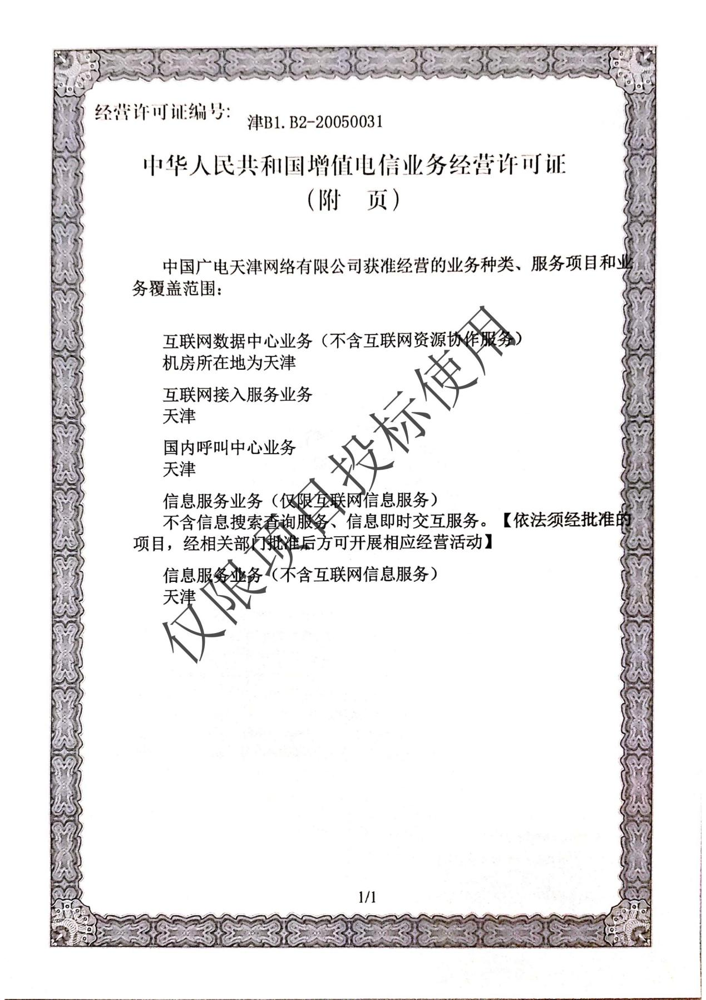 经营许可证编号:
津B1.B2-20050031
中华人民共和国增值电信业务经营许可证
（附 页）
中国广电天津网络有限公司获准经营的业务种类、服务项目和业
务覆盖范围：
互联网数据中心业务（不含互联网资源协作服务）
机房所在地为天津
互联网接入服务业务
天津
国内呼叫中心业务
天津
信息服务业务（仅限互联网信息服务）
不含信息搜索查询服务、信息即时交互服务。【依法须经批准的
项目，经相关部门批准后方可开展相应经营活动】
信息服务业务（不含互联网信息服务）
天津
仅限项目投标使用
1/1